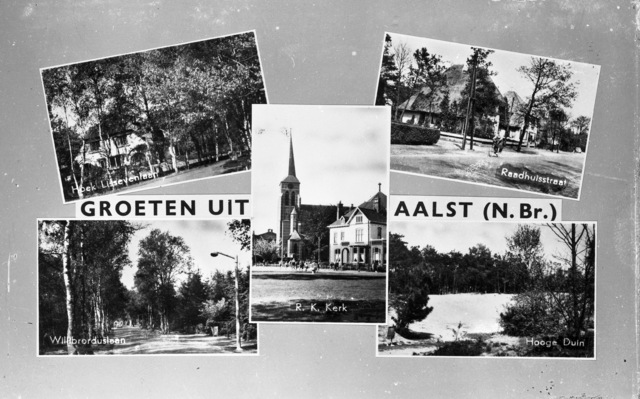 Hoek Lissevenlaan
Raadhuisstraat
GROETEN UIT AALST (N. Br.)
R. K. Kerk
Willibrorduslaan
Hooge Duin